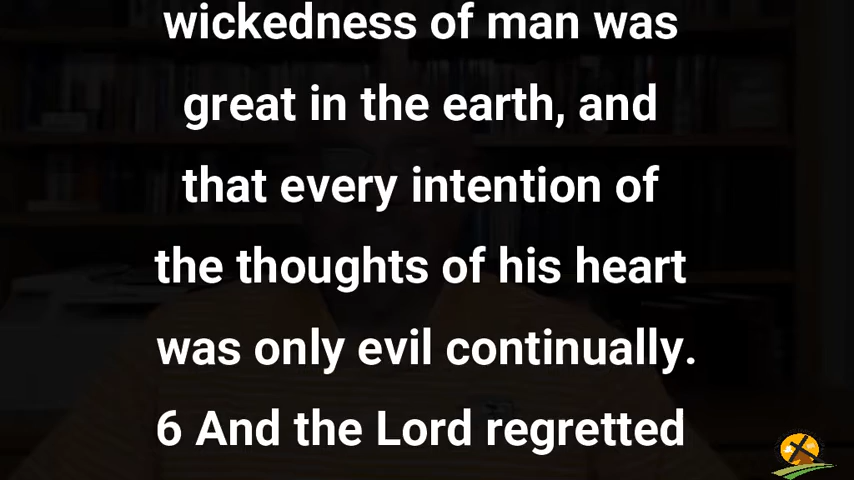 wickedness of man was
great in the earth, and
that every intention of
the thoughts of his heart
was only evil continually.
6 And the Lord regretted